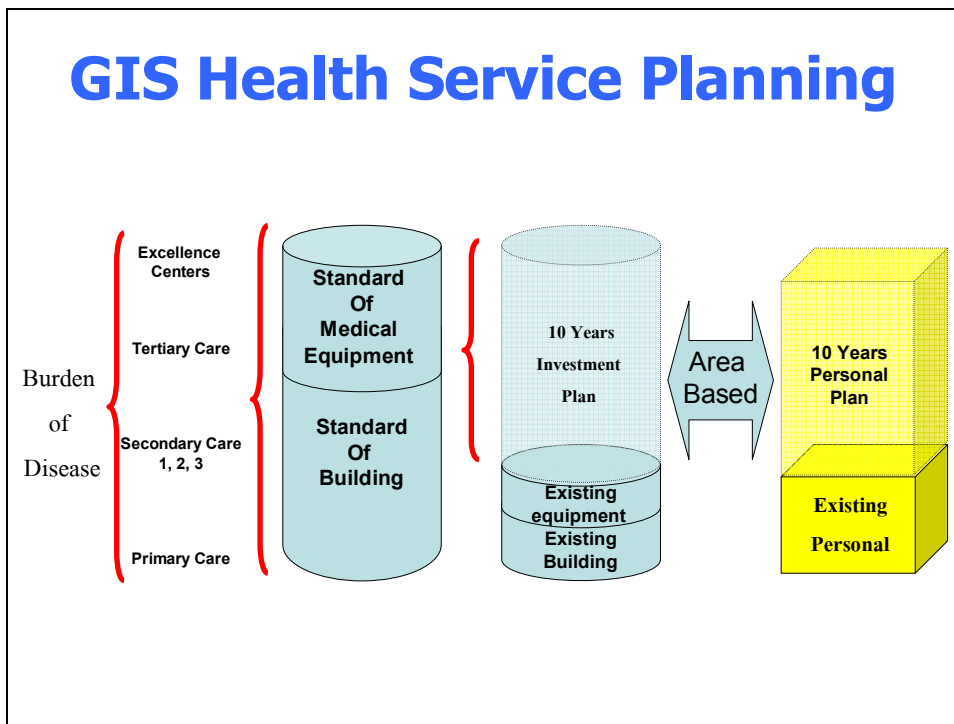 GIS Health Service Planning
Burden
of
Disease
Excellence
Centers
Tertiary Care
Secondary Care
1, 2, 3
Primary Care
Standard
Of
Medical
Equipment
Standard
Of
Building
10 Years
Investment
Plan
Existing
equipment
Existing
Building
Area
Based
10 Years
Personal
Plan
Existing
Personal